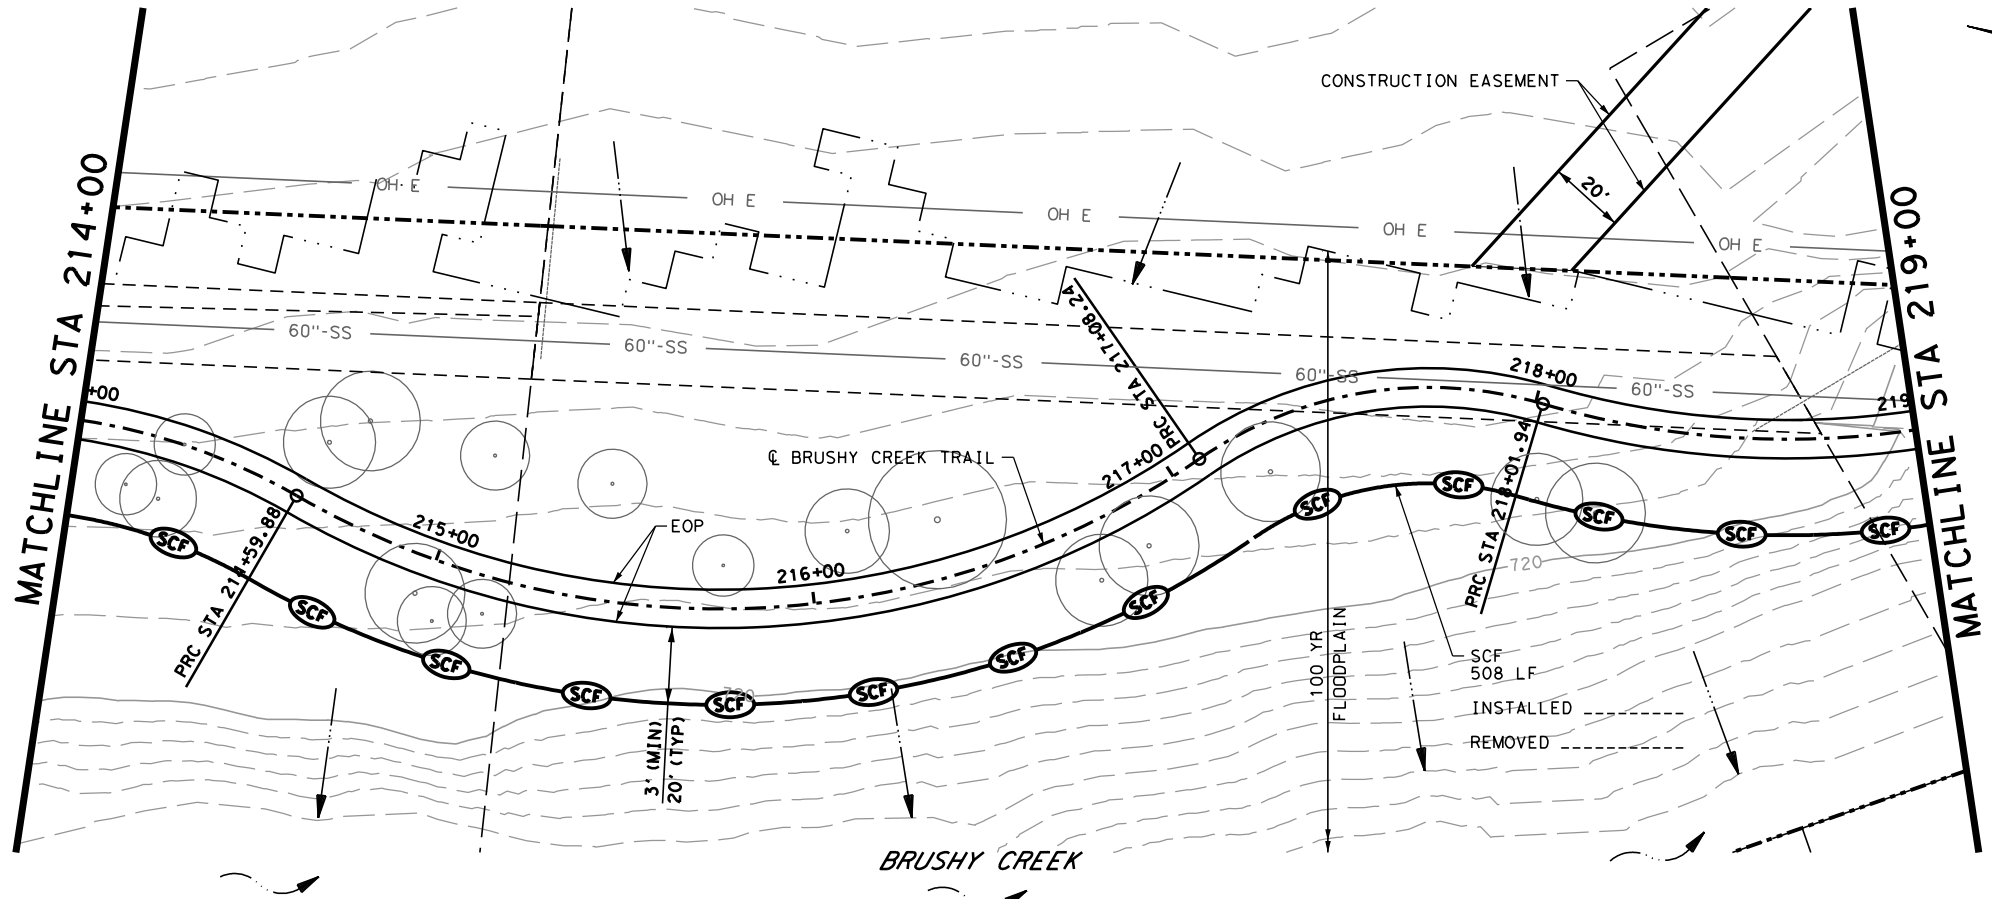 CONSTRUCTION EASEMENT
MATCHLINE STA 214+00
OH E
OH E
OH E
OH E
OH E
20'
MATCHLINE STA 219+00
60"-SS
60"-SS
60"-SS
60"-SS
60"-SS
PRC STA 217+08.24
+00
218+00
219
℄ BRUSHY CREEK TRAIL
217+00
PRC STA 218+01.94
SCF
SCF
SCF
SCF
SCF
SCF
SCF
SCF
SCF
SCF
SCF
SCF
SCF
PRC STA 214+59.88
215+00
EOP
216+00
720
100 YR
FLOODPLAIN
SCF
508 LF
INSTALLED
REMOVED
720
3' (MIN)
20' (TYP)
BRUSHY CREEK